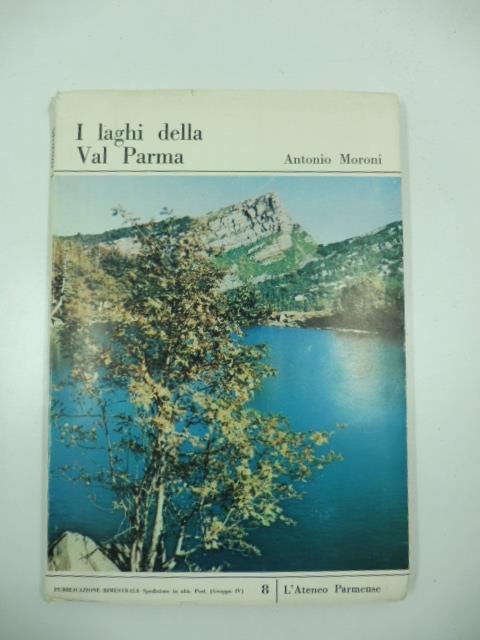 I laghi della
Val Parma
Antonio Moroni
PUBBLICAZIONE BIMESTRALE Spedizione in abb. Post. (Gruppo IV) 8 L'Ateneo Parmense